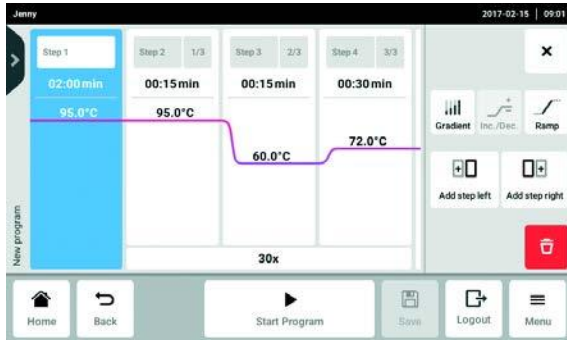 Jenny 2017-02-15 | 09:01
Step 1 Step 2 1/3 Step 3 2/3 Step 4 3/3
02:00 min 00:15 min 00:15 min 00:30 min
95.0°C 95.0°C 60.0°C 72.0°C
30x
New program
Gradient Inc./Dec. Ramp
Add step left Add step right
Home Back Start Program Save Logout Menu